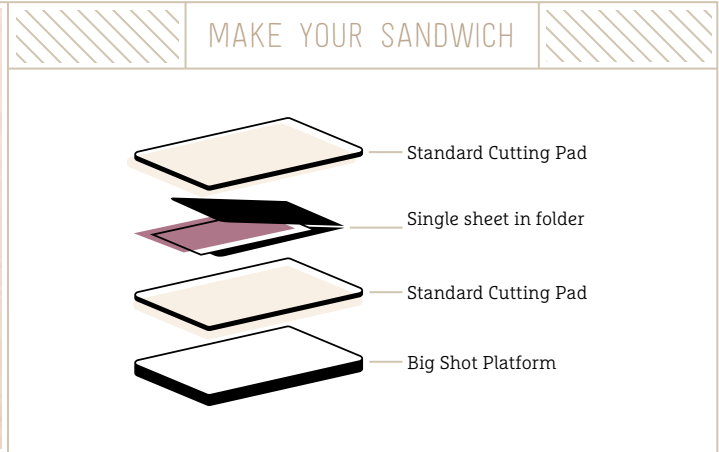 MAKE YOUR SANDWICH
Standard Cutting Pad
Single sheet in folder
Standard Cutting Pad
Big Shot Platform